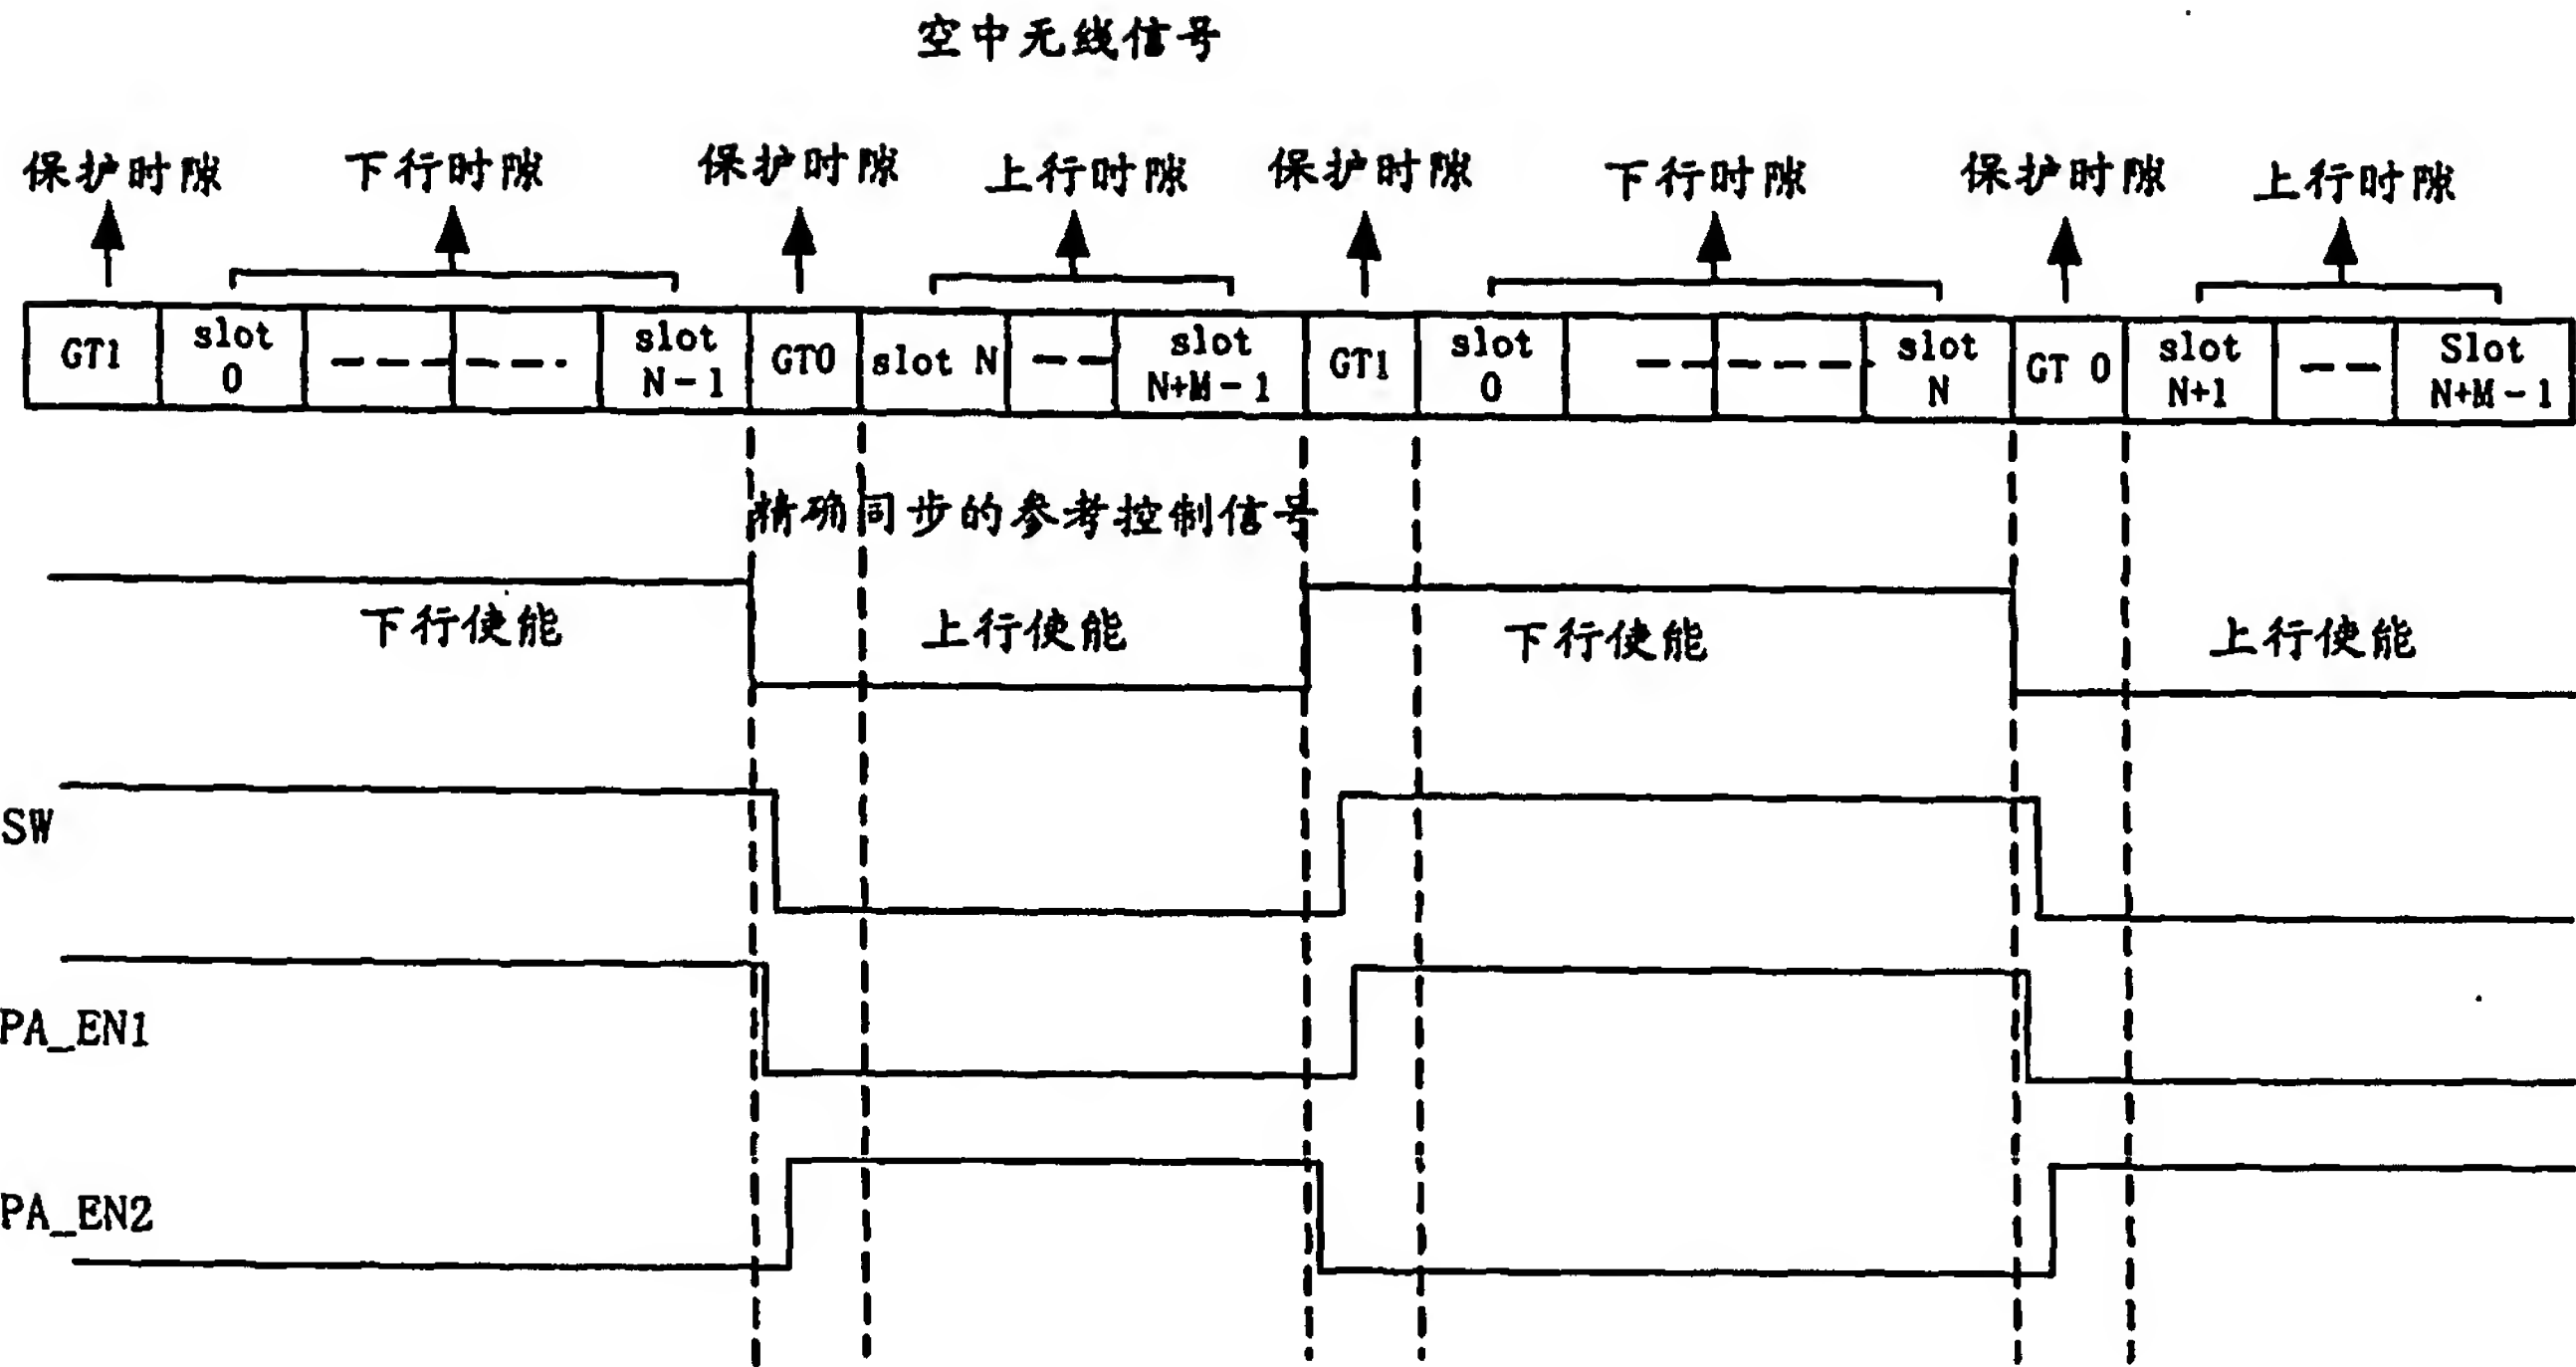 空中无线信号
保护时隙 下行时隙 保护时隙 上行时隙 保护时隙 下行时隙 保护时隙 上行时隙
GT1
slot
0
slot
N-1
GT0
slot N
slot
N+M-1
GT1
slot
0
slot
N
GT 0
slot
N+1
Slot
N+M-1
精确同步的参考控制信号
下行使能 上行使能 下行使能 上行使能
SW
PA_EN1
PA_EN2